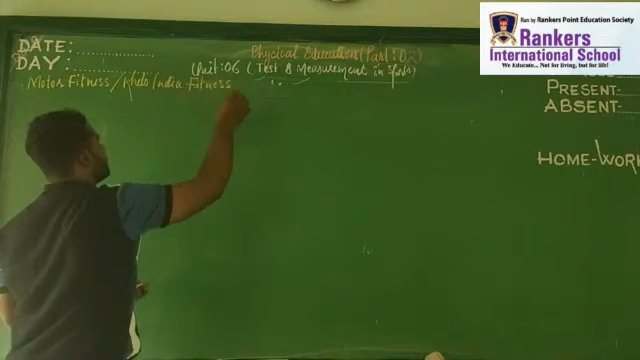 DATE:..................
DAY:..................
Physical Education (Part: 02)
Unit: 06 (Test & Measurement in Sports)
Motor Fitness/Khelo India Fitness
Run by Rankers Point Education Society
Rankers
International School
We Educate.. Not for living, but for life!
PRESENT
ABSENT
HOME-WORK